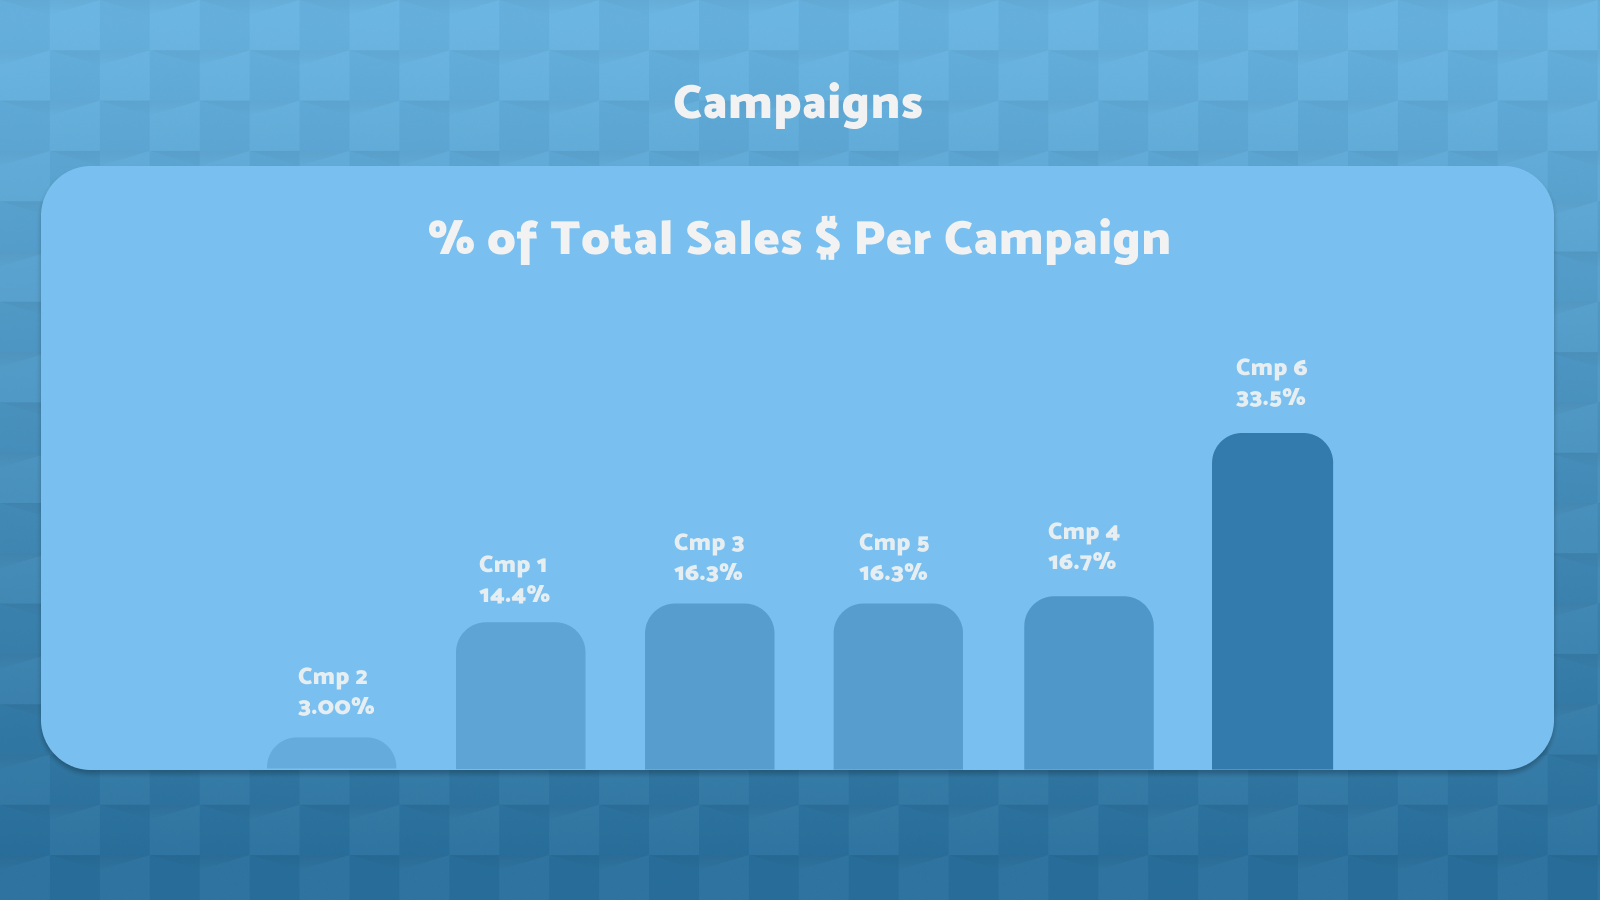 Campaigns
% of Total Sales $ Per Campaign
Cmp 2
3.00%
Cmp 1
14.4%
Cmp 3
16.3%
Cmp 5
16.3%
Cmp 4
16.7%
Cmp 6
33.5%